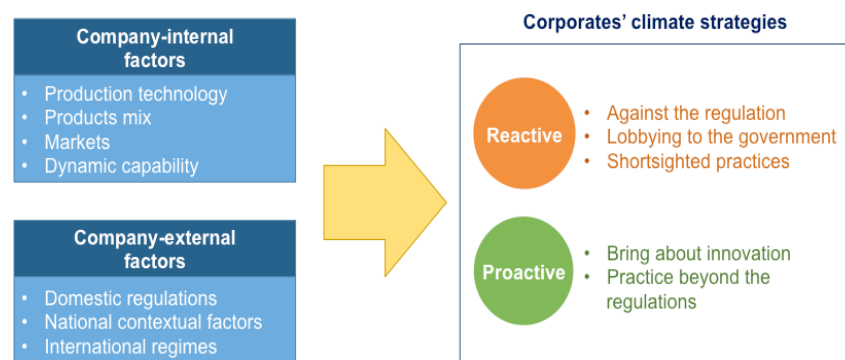 Company-internal
factors
• Production technology
• Products mix
• Markets
• Dynamic capability
Company-external
factors
• Domestic regulations
• National contextual factors
• International regimes
Corporates’ climate strategies
Reactive
• Against the regulation
• Lobbying to the government
• Shortsighted practices
Proactive
• Bring about innovation
• Practice beyond the
regulations